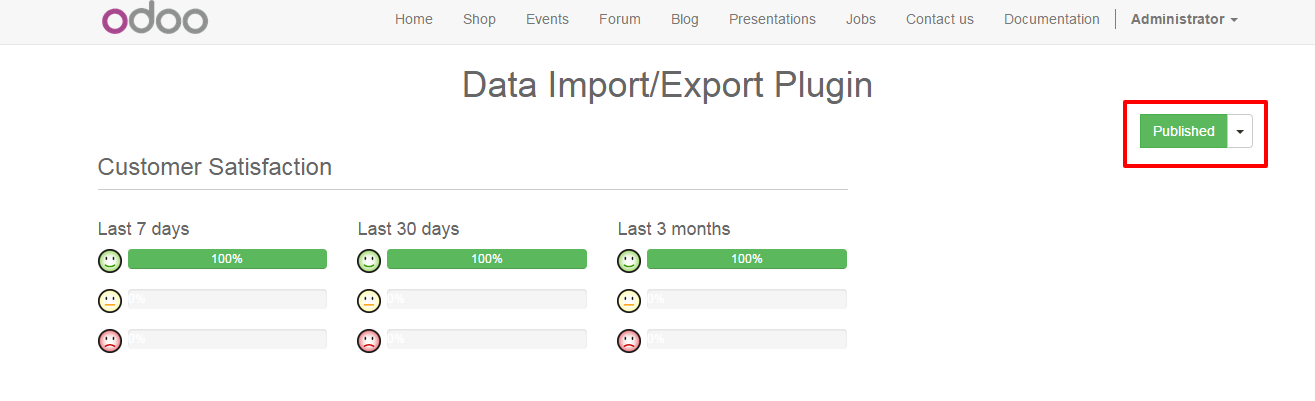 odoo Home Shop Events Forum Blog Presentations Jobs Contact us Documentation Administrator
Data Import/Export Plugin
Published
Customer Satisfaction
Last 7 days Last 30 days Last 3 months
100% 100% 100%
0% 0% 0%
0% 0% 0%